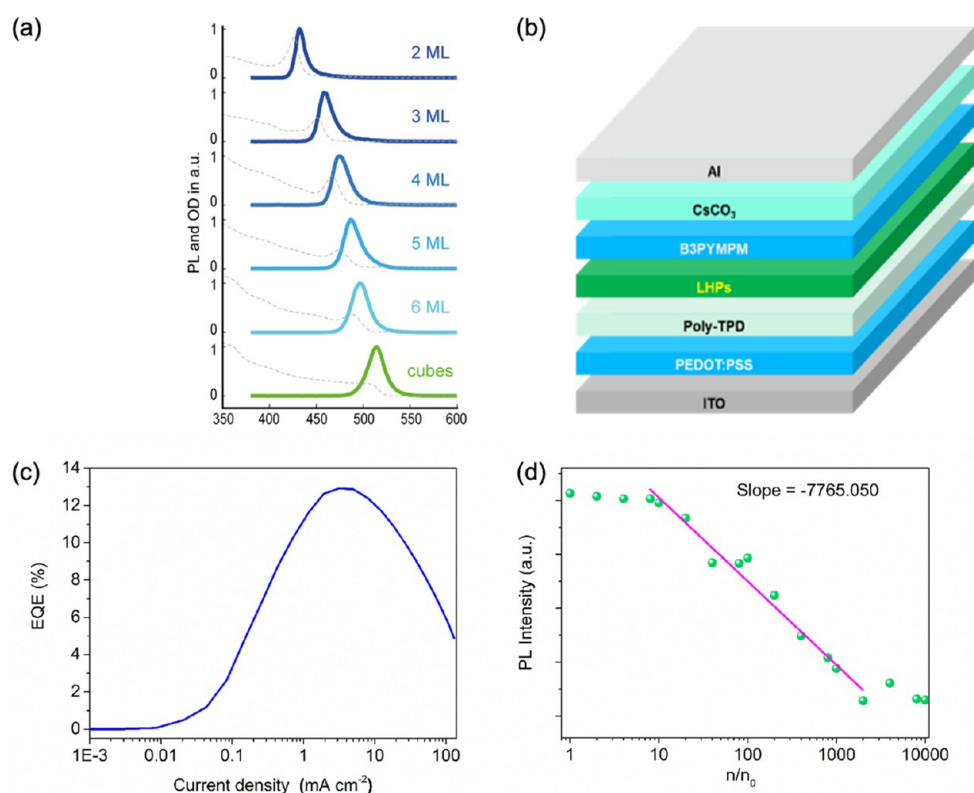 (a)
PL and OD in a.u.
1
0
2 ML
1
0
3 ML
1
0
4 ML
1
0
5 ML
1
0
6 ML
1
0
cubes
350 400 450 500 550 600
(b)
Al
CsCO₃
B3PYMPM
LHPs
Poly-TPD
PEDOT:PSS
ITO
(c)
EQE (%)
14
12
10
8
6
4
2
0
1E-3 0.01 0.1 1 10 100
Current density (mA cm⁻²)
(d)
PL Intensity (a.u.)
Slope = -7765.050
1 10 100 1000 10000
n/n₀